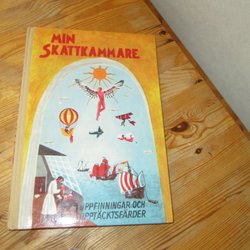 MIN
SKATTKAMMARE
UPPFINNINGAR OCH
UPPTÄCKTSFÄRDER